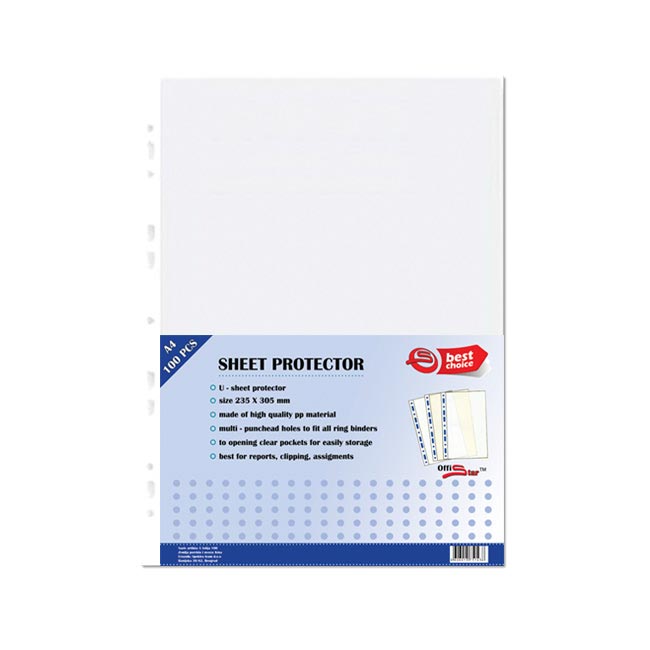 A4
100 PCS
SHEET PROTECTOR
best
choice
U - sheet protector
size 235 X 305 mm
made of high quality pp material
multi - punchead holes to fit all ring binders
to opening clear pockets for easily storage
best for reports, clipping, assigments
Offi
Star™